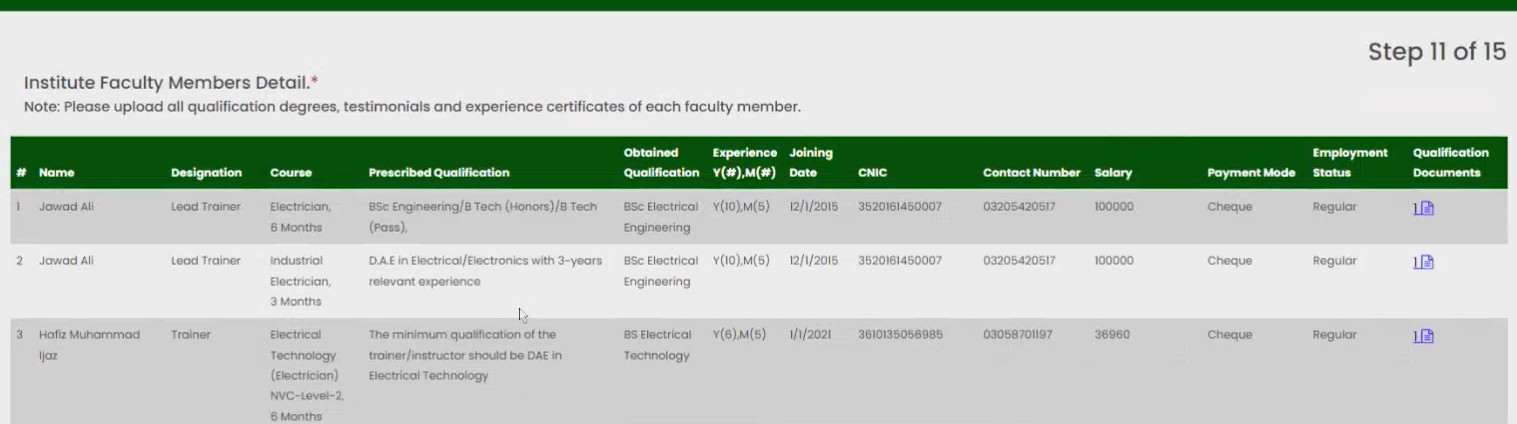 Step 11 of 15
Institute Faculty Members Detail.*
Note: Please upload all qualification degrees, testimonials and experience certificates of each faculty member.
# Name Designation Course Prescribed Qualification Obtained Qualification Experience Y(#),M(#) Joining Date CNIC Contact Number Salary Payment Mode Employment Status Qualification Documents
1 Jawad Ali Lead Trainer Electrician, 6 Months BSc Engineering/B Tech (Honors)/B Tech (Pass), BSc Electrical Engineering Y(10),M(5) 12/1/2015 3520161450007 03205420517 100000 Cheque Regular 1
2 Jawad Ali Lead Trainer Industrial Electrician, 3 Months D.A.E in Electrical/Electronics with 3-years relevant experience BSc Electrical Engineering Y(10),M(5) 12/1/2015 3520161450007 03205420517 100000 Cheque Regular 1
3 Hafiz Muhammad Ijaz Trainer Electrical Technology (Electrician) NVC-Level-2, 6 Months The minimum qualification of the trainer/instructor should be DAE in Electrical Technology BS Electrical Technology Y(6),M(5) 1/1/2021 3610135056985 03058701197 36960 Cheque Regular 1